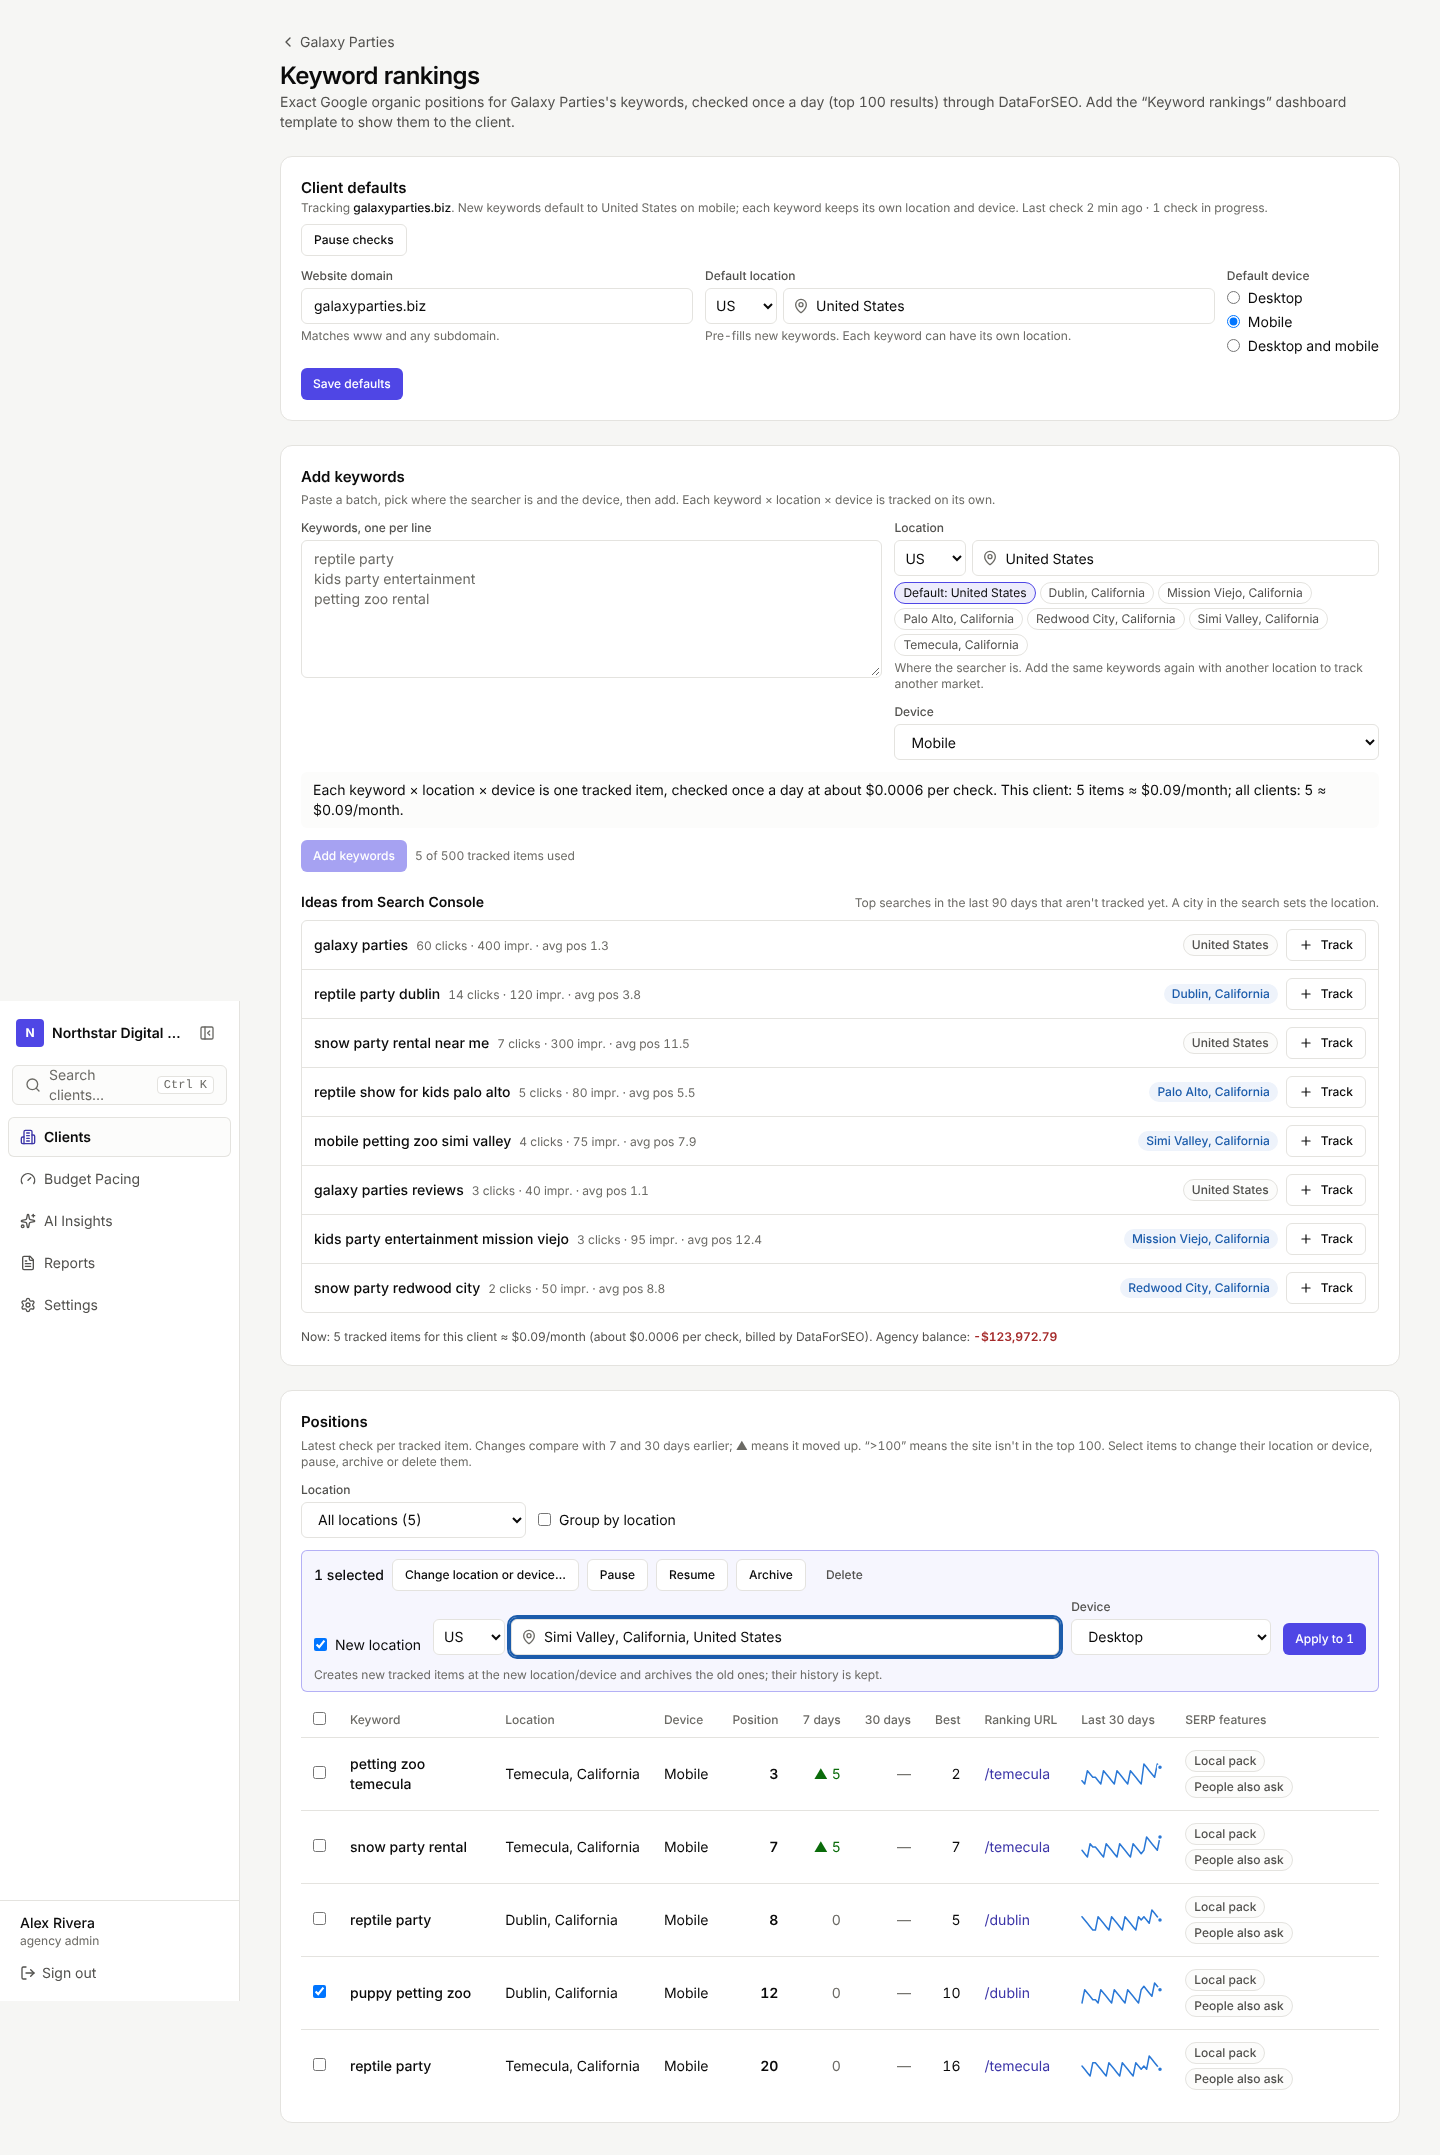 Galaxy Parties
Keyword rankings
Exact Google organic positions for Galaxy Parties's keywords, checked once a day (top 100 results) through DataForSEO. Add the “Keyword rankings” dashboard
template to show them to the client.
Client defaults
Tracking galaxyparties.biz. New keywords default to United States on mobile; each keyword keeps its own location and device. Last check 2 min ago · 1 check in progress.
Pause checks
Website domain
galaxyparties.biz
Matches www and any subdomain.
Default location
US
United States
Pre-fills new keywords. Each keyword can have its own location.
Default device
Desktop
Mobile
Desktop and mobile
Save defaults
Add keywords
Paste a batch, pick where the searcher is and the device, then add. Each keyword × location × device is tracked on its own.
Keywords, one per line
reptile party
kids party entertainment
petting zoo rental
Location
US
United States
Default: United States
Dublin, California
Mission Viejo, California
Palo Alto, California
Redwood City, California
Simi Valley, California
Temecula, California
Where the searcher is. Add the same keywords again with another location to track
another market.
Device
Mobile
Each keyword × location × device is one tracked item, checked once a day at about $0.0006 per check. This client: 5 items ≈ $0.09/month; all clients: 5 ≈
$0.09/month.
Add keywords
5 of 500 tracked items used
Ideas from Search Console
Top searches in the last 90 days that aren't tracked yet. A city in the search sets the location.
galaxy parties 60 clicks · 400 impr. · avg pos 1.3 United States + Track
reptile party dublin 14 clicks · 120 impr. · avg pos 3.8 Dublin, California + Track
snow party rental near me 7 clicks · 300 impr. · avg pos 11.5 United States + Track
reptile show for kids palo alto 5 clicks · 80 impr. · avg pos 5.5 Palo Alto, California + Track
mobile petting zoo simi valley 4 clicks · 75 impr. · avg pos 7.9 Simi Valley, California + Track
galaxy parties reviews 3 clicks · 40 impr. · avg pos 1.1 United States + Track
kids party entertainment mission viejo 3 clicks · 95 impr. · avg pos 12.4 Mission Viejo, California + Track
snow party redwood city 2 clicks · 50 impr. · avg pos 8.8 Redwood City, California + Track
Now: 5 tracked items for this client ≈ $0.09/month (about $0.0006 per check, billed by DataForSEO). Agency balance: -$123,972.79
N
Northstar Digital ...
Search
clients...
Ctrl K
Clients
Budget Pacing
AI Insights
Reports
Settings
Alex Rivera
agency admin
Sign out
Positions
Latest check per tracked item. Changes compare with 7 and 30 days earlier; ▲ means it moved up. “>100” means the site isn't in the top 100. Select items to change their location or device,
pause, archive or delete them.
Location
All locations (5)
Group by location
1 selected
Change location or device...
Pause
Resume
Archive
Delete
New location
US
Simi Valley, California, United States
Device
Desktop
Apply to 1
Creates new tracked items at the new location/device and archives the old ones; their history is kept.
Keyword Location Device Position 7 days 30 days Best Ranking URL Last 30 days SERP features
petting zoo
temecula
Temecula, California Mobile 3 ▲ 5 — 2 /temecula
Local pack
People also ask
snow party rental Temecula, California Mobile 7 ▲ 5 — 7 /temecula
Local pack
People also ask
reptile party Dublin, California Mobile 8 0 — 5 /dublin
Local pack
People also ask
puppy petting zoo Dublin, California Mobile 12 0 — 10 /dublin
Local pack
People also ask
reptile party Temecula, California Mobile 20 0 — 16 /temecula
Local pack
People also ask